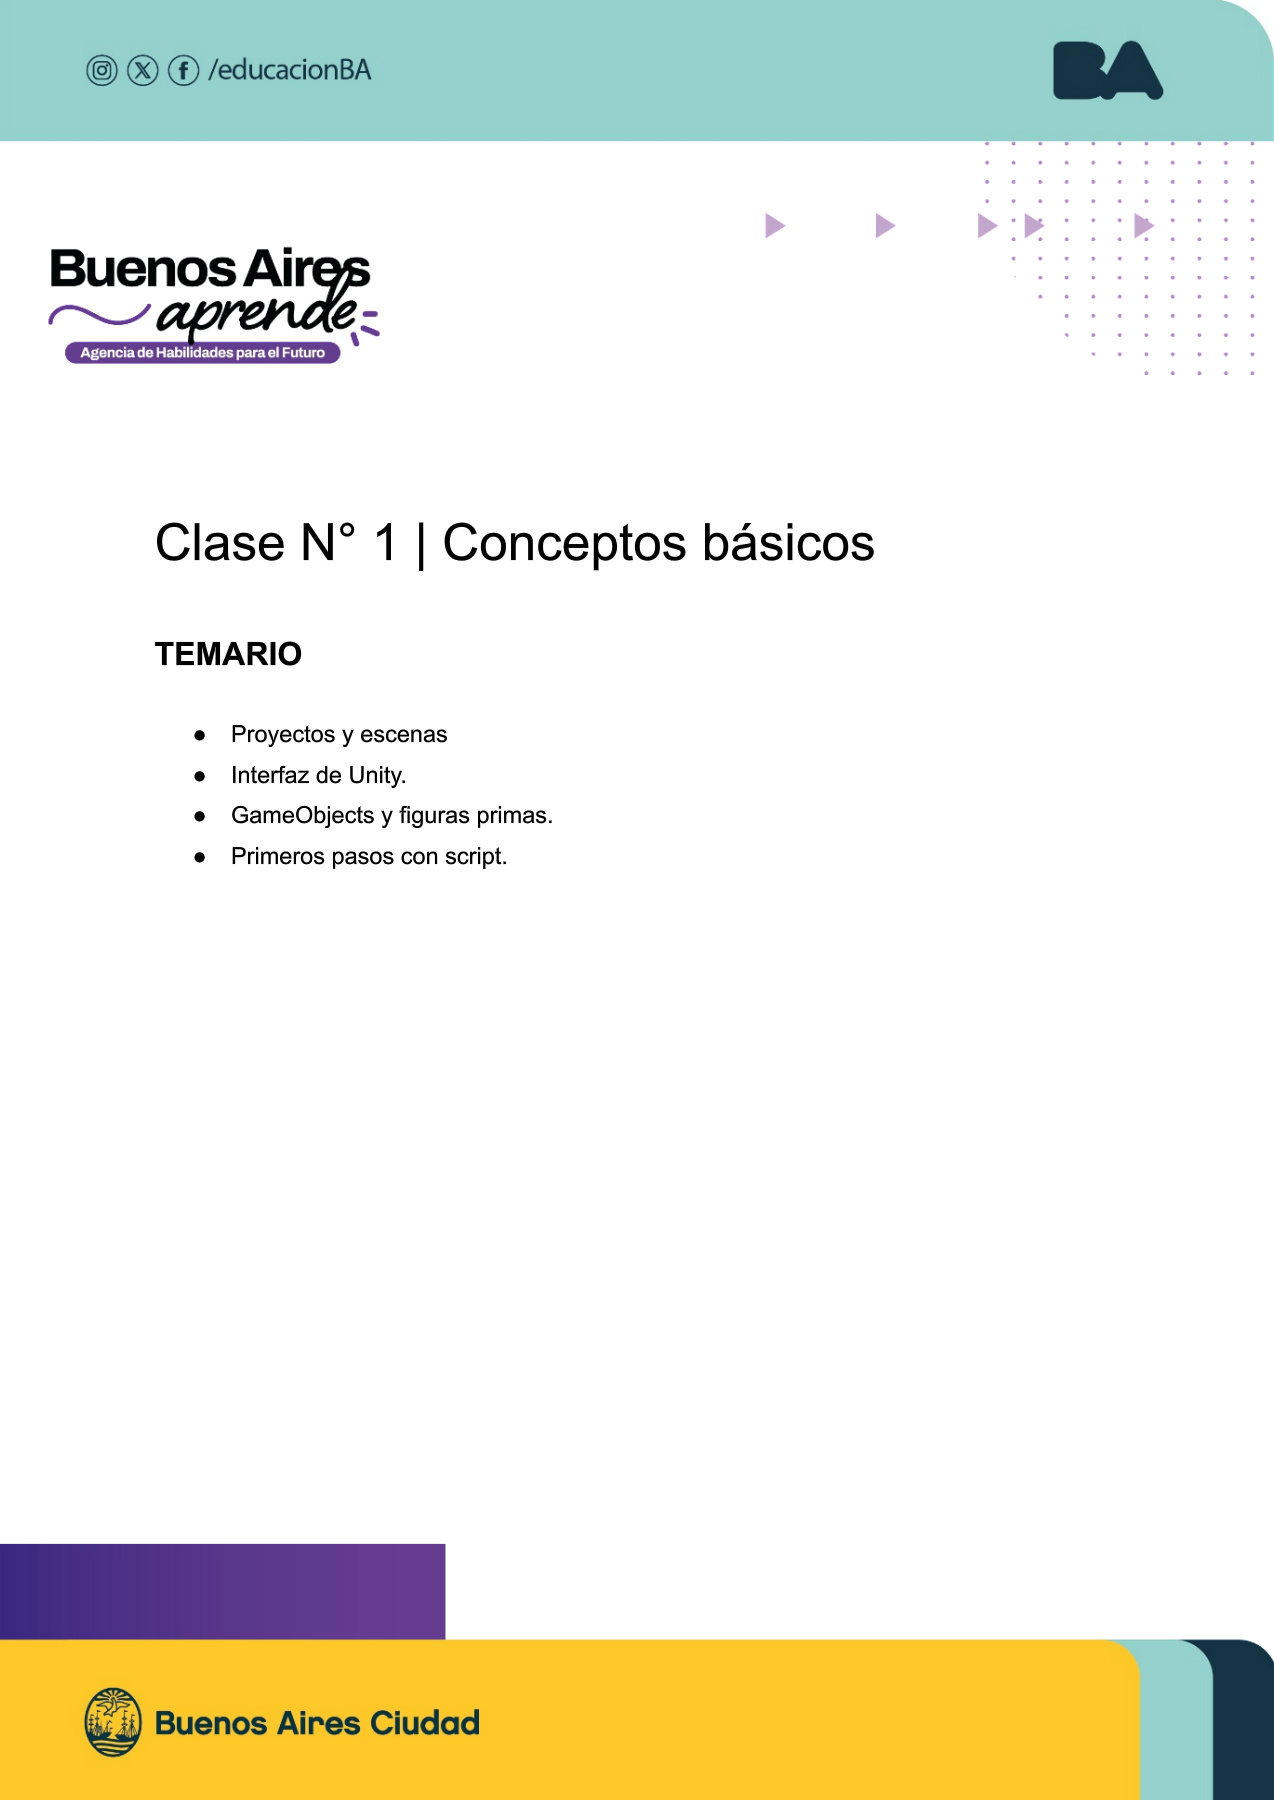 /educacionBA
BA
Buenos Aires
aprende
Agencia de Habilidades para el Futuro
Clase N° 1 | Conceptos básicos
TEMARIO
● Proyectos y escenas
● Interfaz de Unity.
● GameObjects y figuras primas.
● Primeros pasos con script.
Buenos Aires Ciudad